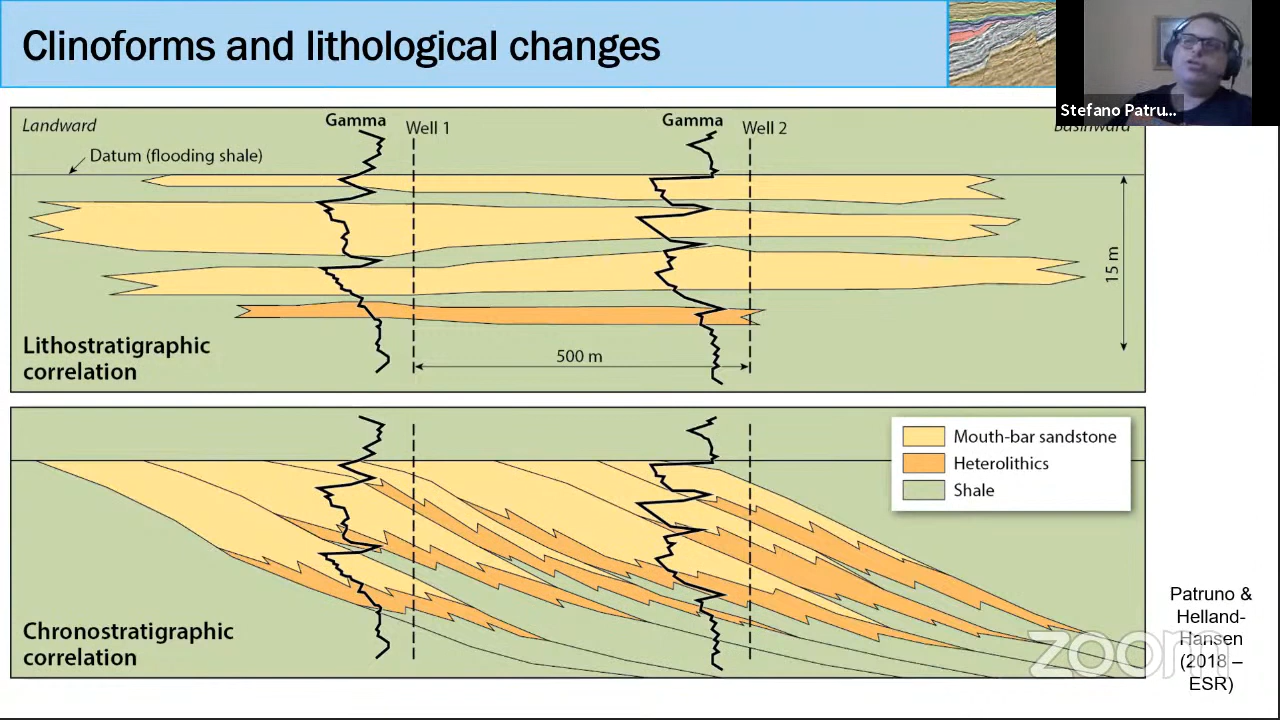 Clinoforms and lithological changes
Stefano Patru...
Landward
Gamma
Well 1
Gamma
Well 2
Basinward
Datum (flooding shale)
15 m
500 m
Lithostratigraphic
correlation
Mouth-bar sandstone
Heterolithics
Shale
Chronostratigraphic
correlation
Patruno &
Helland-
Hansen
(2018 –
ESR)
zoom